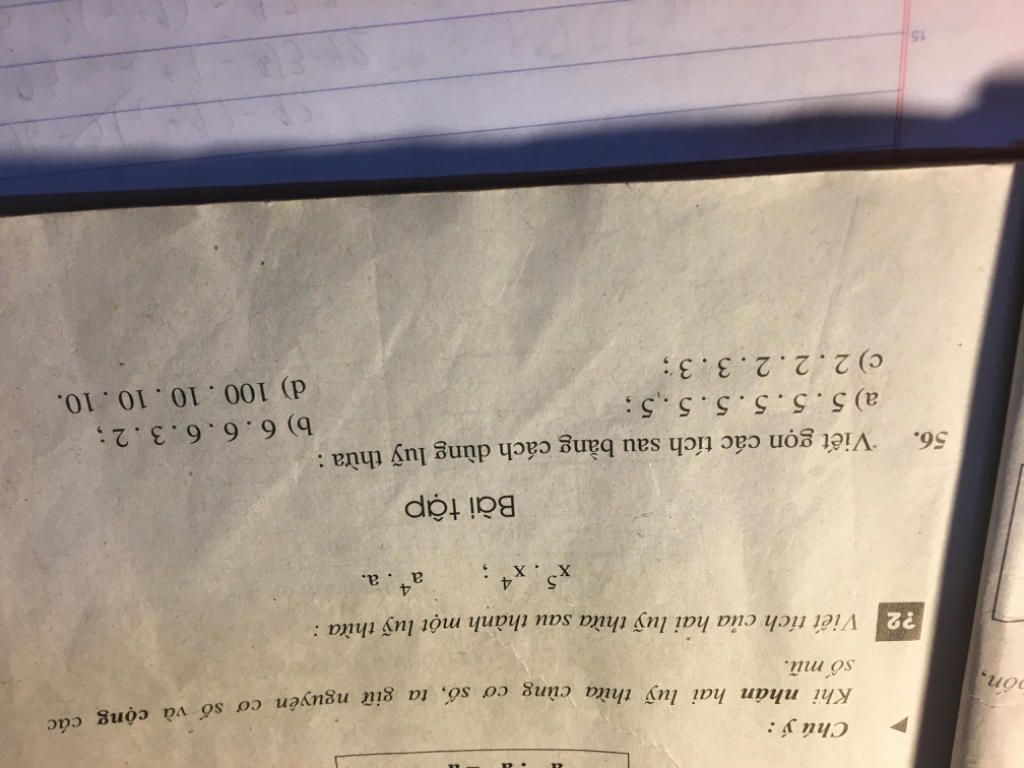 Chú ý :
Khi nhân hai luỹ thừa cùng cơ số, ta giữ nguyên cơ số và cộng các
số mũ.
?2 Viết tích của hai luỹ thừa sau thành một luỹ thừa :
x⁵ . x⁴ ; a⁴ . a.
Bài tập
56. Viết gọn các tích sau bằng cách dùng luỹ thừa :
a) 5 . 5 . 5 . 5 . 5 . 5 ; b) 6 . 6 . 6 . 3 . 2 ;
c) 2 . 2 . 2 . 3 . 3 ; d) 100 . 10 . 10 . 10.
15